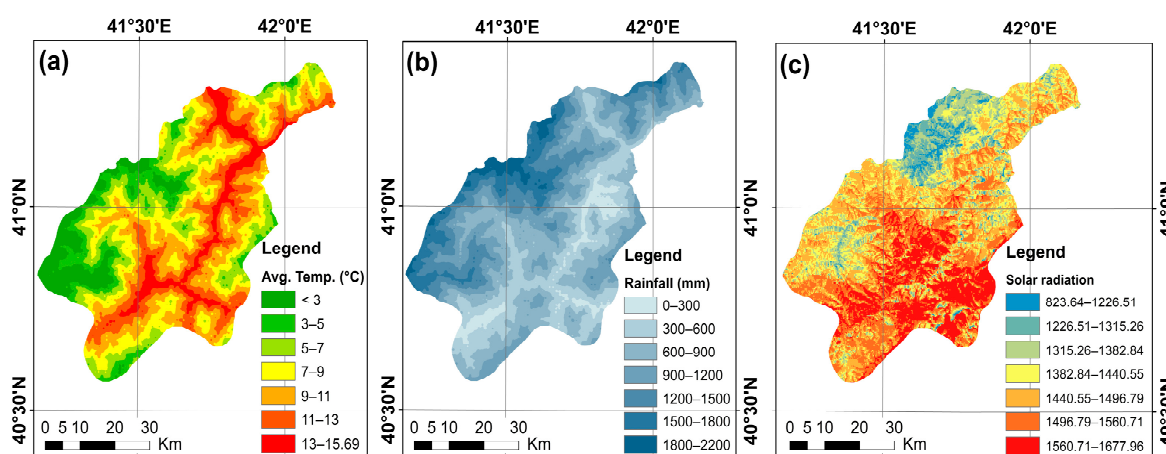 41°30'E 42°0'E
(a)
41°0'N
40°30'N
Legend
Avg. Temp. (°C)
< 3
3–5
5–7
7–9
9–11
11–13
13–15.69
0 5 10 20 30 Km
41°30'E 42°0'E
(b)
41°0'N
40°30'N
Legend
Rainfall (mm)
0–300
300–600
600–900
900–1200
1200–1500
1500–1800
1800–2200
0 5 10 20 30 Km
41°30'E 42°0'E
(c)
41°0'N
40°30'N
Legend
Solar radiation
823.64–1226.51
1226.51–1315.26
1315.26–1382.84
1382.84–1440.55
1440.55–1496.79
1496.79–1560.71
1560.71–1677.96
0 5 10 20 30 Km